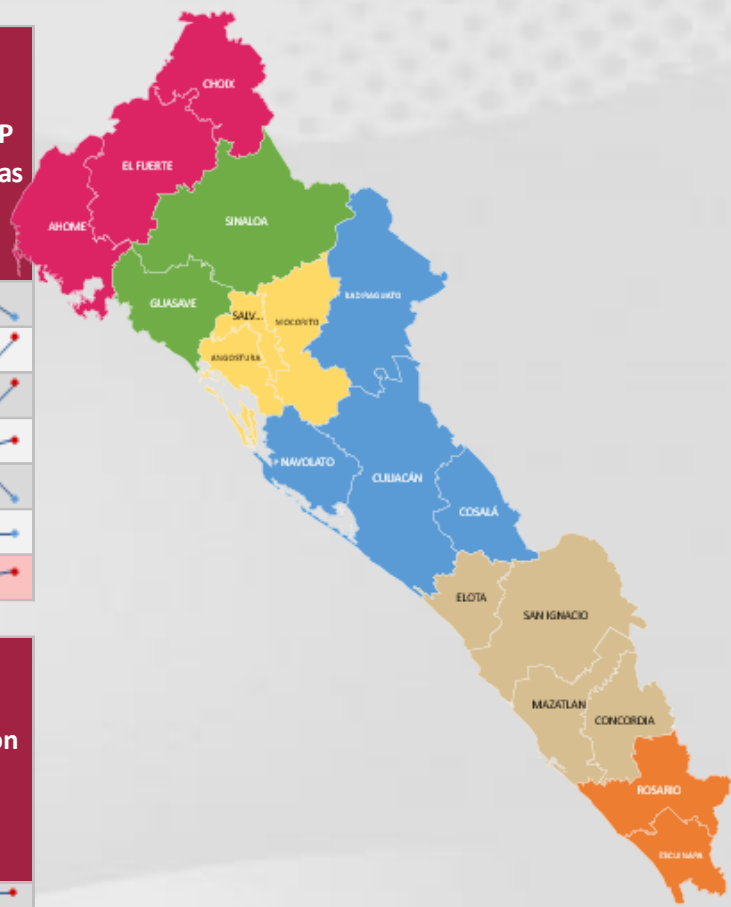 P
as
on
CHOIX
EL FUERTE
AHOME
SINALOA
GUASAVE
SALV...
MOCORITO
BADIRAGUATO
ANGOSTURA
NAVOLATO
CULIACÁN
COSALÁ
ELOTA
SAN IGNACIO
MAZATLAN
CONCORDIA
ROSARIO
ESCUINAPA